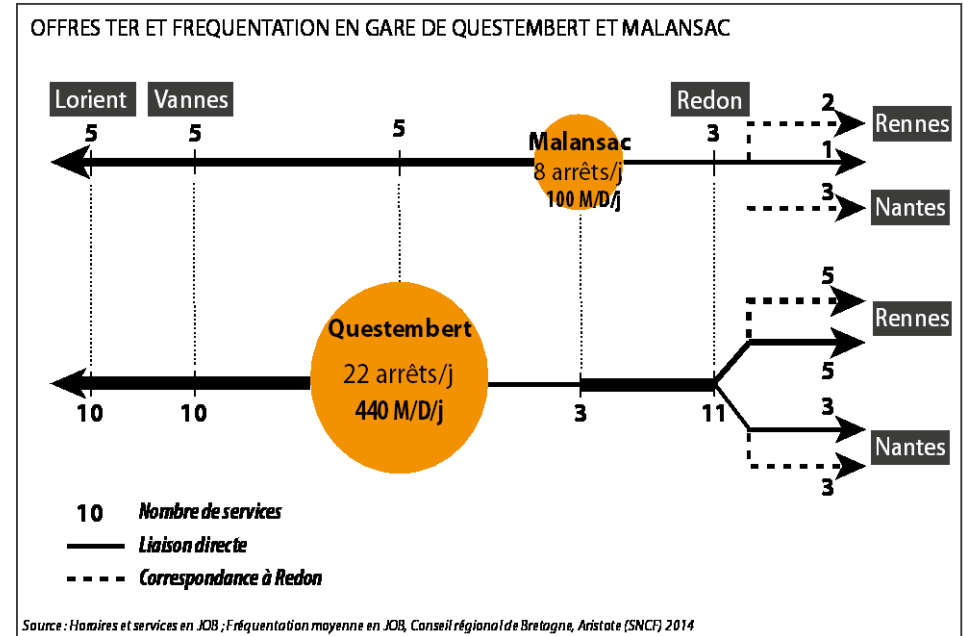 OFFRES TER ET FREQUENTATION EN GARE DE QUESTEMBERT ET MALANSAC
Lorient Vannes Redon
5 5 5 3 2 Rennes
Malansac
8 arrêts/j 1
100 M/D/j 3 Nantes
5 Rennes
Questembert
22 arrêts/j 5
440 M/D/j
10 10 3 11 3 Nantes
3
10 Nombre de services
Liaison directe
Correspondance à Redon
Source : Horaires et services en JOB ; Fréquentation moyenne en JOB, Conseil régional de Bretagne, Aristote (SNCF) 2014